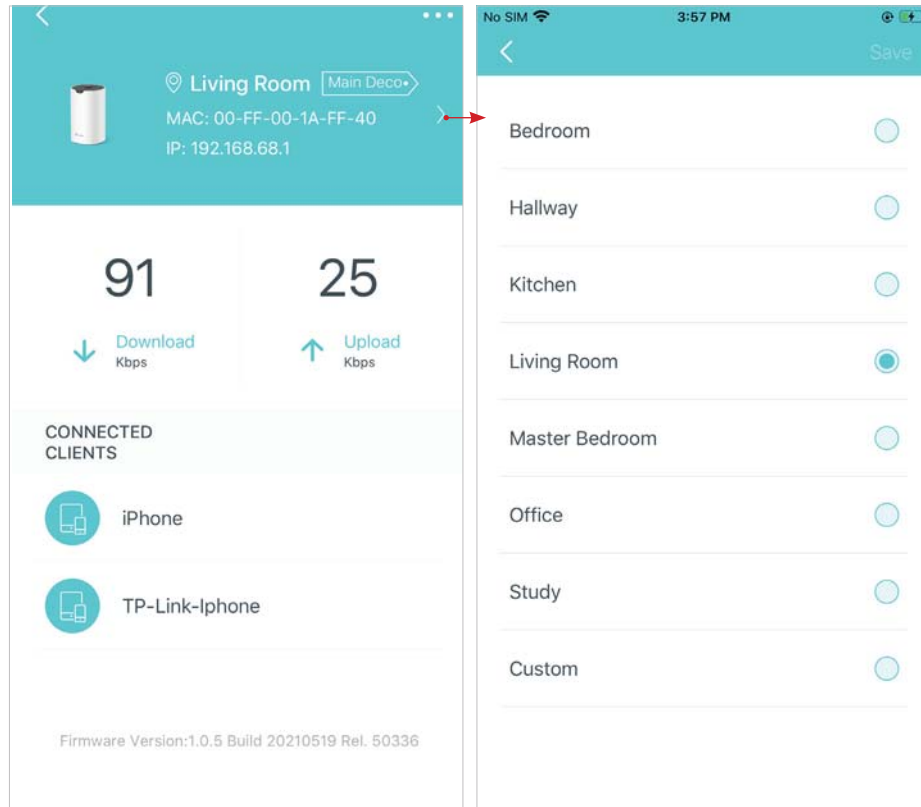 Living Room Main Deco
MAC: 00-FF-00-1A-FF-40
IP: 192.168.68.1
91
25
Download
Kbps
Upload
Kbps
CONNECTED
CLIENTS
iPhone
TP-Link-Iphone
Firmware Version:1.0.5 Build 20210519 Rel. 50336
No SIM 3:57 PM
Save
Bedroom
Hallway
Kitchen
Living Room
Master Bedroom
Office
Study
Custom